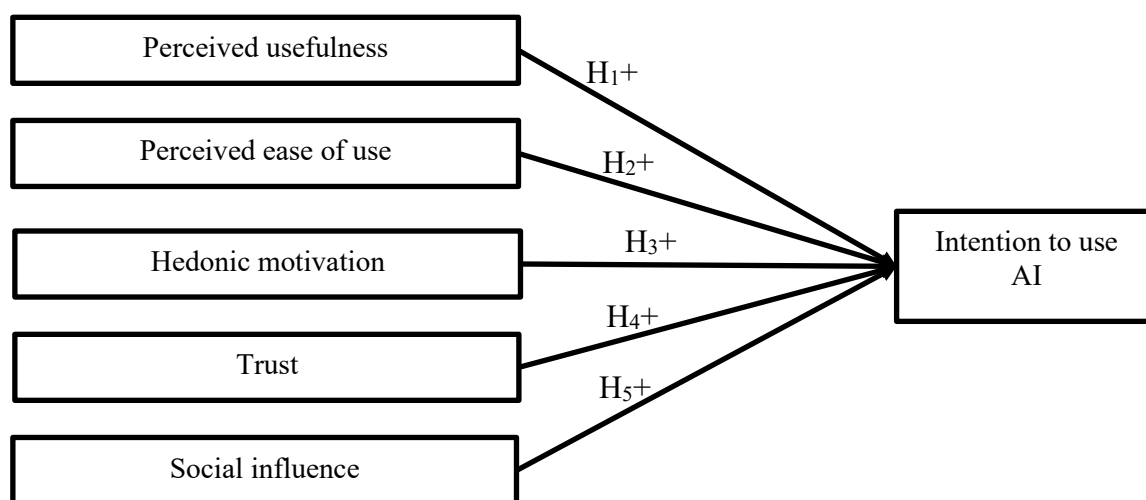 Perceived usefulness
H₁+
Perceived ease of use
H₂+
Hedonic motivation
H₃+
Intention to use
AI
Trust
H₄+
Social influence
H₅+